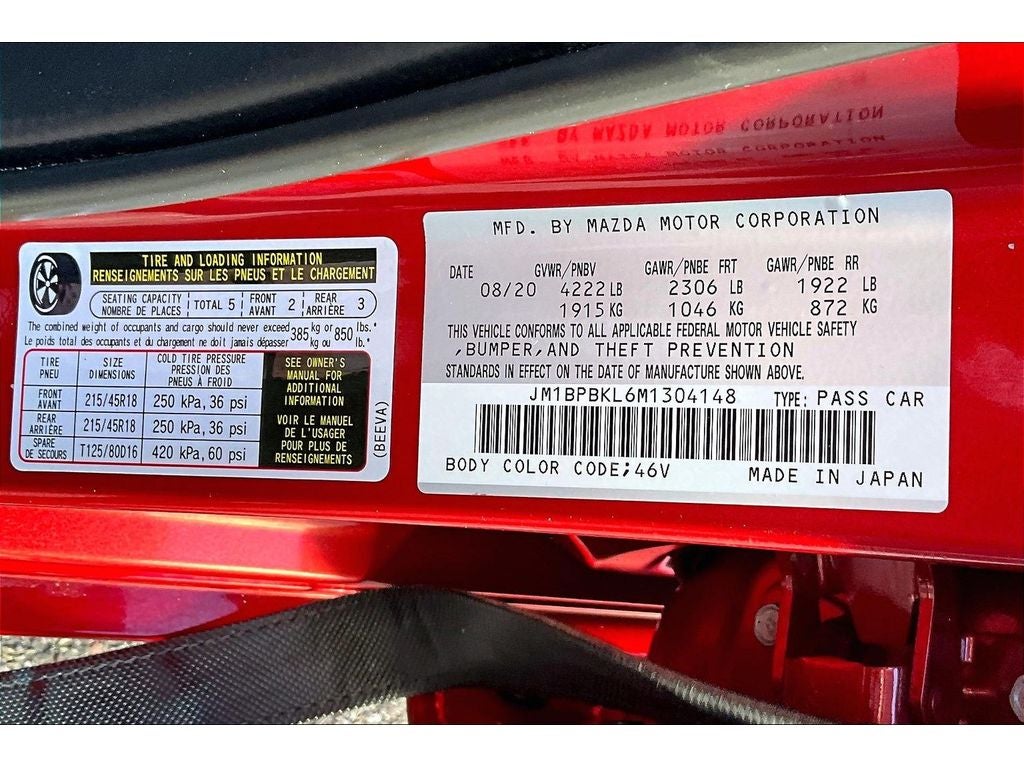 MFD. BY MAZDA MOTOR CORPORATION
TIRE AND LOADING INFORMATION
RENSEIGNEMENTS SUR LES PNEUS ET LE CHARGEMENT
SEATING CAPACITY
NOMBRE DE PLACES
TOTAL 5
FRONT
AVANT
2
REAR
ARRIÈRE
3
The combined weight of occupants and cargo should never exceed 385 kg or 850 lbs.
Le poids total des occupants et du chargement ne doit jamais dépasser 385 kg ou 850 lb.
TIRE
PNEU
SIZE
DIMENSIONS
COLD TIRE PRESSURE
PRESSION DES
PNEUS À FROID
FRONT
AVANT
215/45R18
250 kPa, 36 psi
REAR
ARRIÈRE
215/45R18
250 kPa, 36 psi
SPARE
DE SECOURS
T125/80D16
420 kPa, 60 psi
SEE OWNER'S
MANUAL FOR
ADDITIONAL
INFORMATION
VOIR LE MANUEL
DE L'USAGER
POUR PLUS DE
RENSEIGNEMENTS
(BEEVA)
MFD. BY MAZDA MOTOR CORPORATION
DATE GVWR/PNBV GAWR/PNBE FRT GAWR/PNBE RR
08/20 4222 LB 2306 LB 1922 LB
1915 KG 1046 KG 872 KG
THIS VEHICLE CONFORMS TO ALL APPLICABLE FEDERAL MOTOR VEHICLE SAFETY
,BUMPER,AND THEFT PREVENTION
STANDARDS IN EFFECT ON THE DATE OF MANUFACTURE SHOWN ABOVE.
JM1BPBKL6M1304148 TYPE: PASS CAR
BODY COLOR CODE;46V MADE IN JAPAN